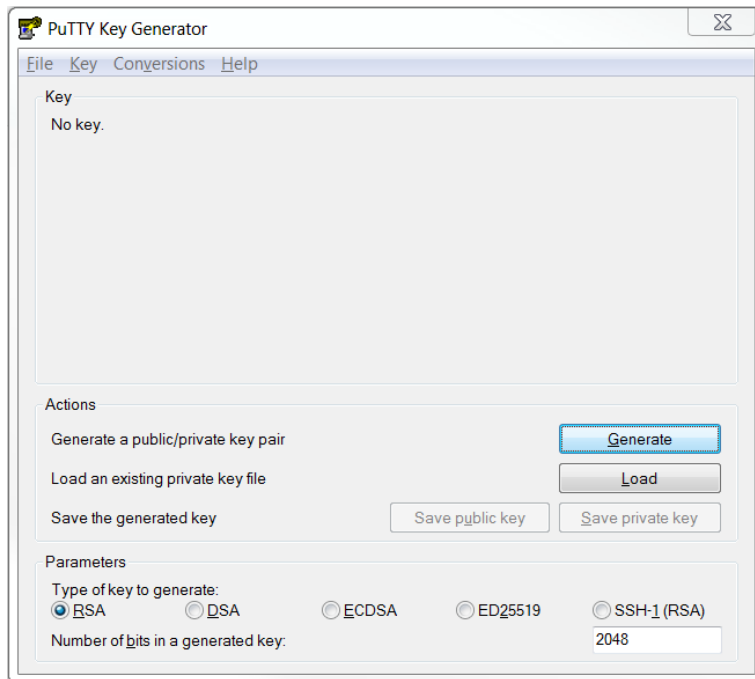 PuTTY Key Generator
File Key Conversions Help
Key
No key.
Actions
Generate a public/private key pair Generate
Load an existing private key file Load
Save the generated key Save public key Save private key
Parameters
Type of key to generate:
RSA DSA ECDSA ED25519 SSH-1 (RSA)
Number of bits in a generated key: 2048